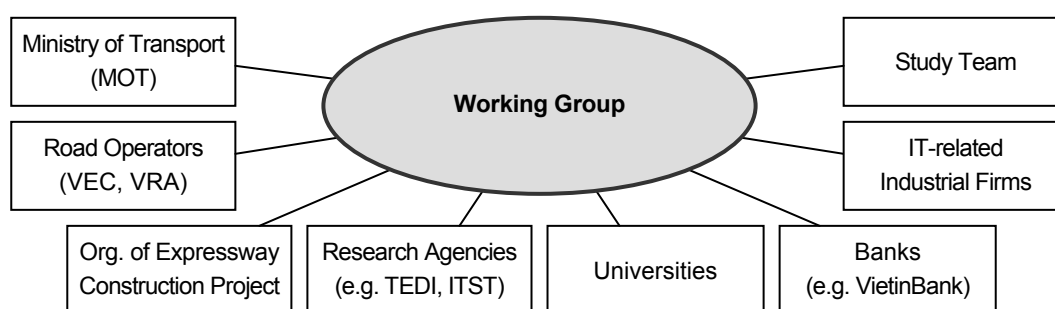 Ministry of Transport
(MOT)
Working Group
Study Team
Road Operators
(VEC, VRA)
IT-related
Industrial Firms
Org. of Expressway
Construction Project
Research Agencies
(e.g. TEDI, ITST)
Universities
Banks
(e.g. VietinBank)